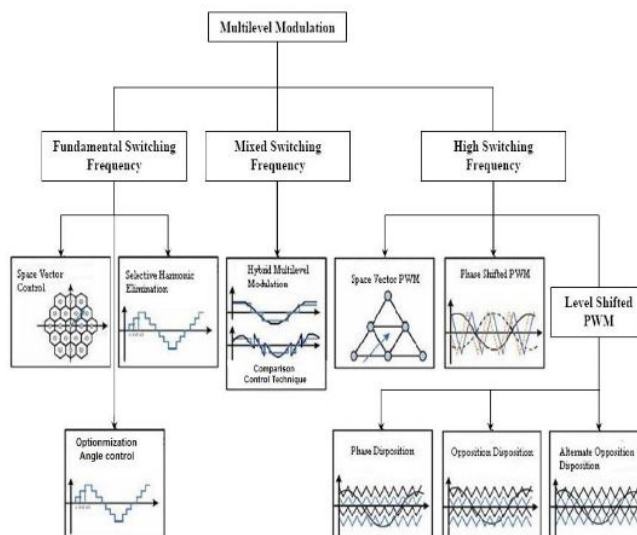 Multilevel Modulation
Fundamental Switching
Frequency
Mixed Switching
Frequency
High Switching
Frequency
Space Vector
Control
Selective Harmonic
Elimination
Hybrid Multilevel
Modulation
Comparison
Control Technique
Space Vector PWM
Phase Shifted PWM
Level Shifted
PWM
Optionmization
Angle control
Phase Disposition
Opposition Disposition
Alternate Opposition
Disposition